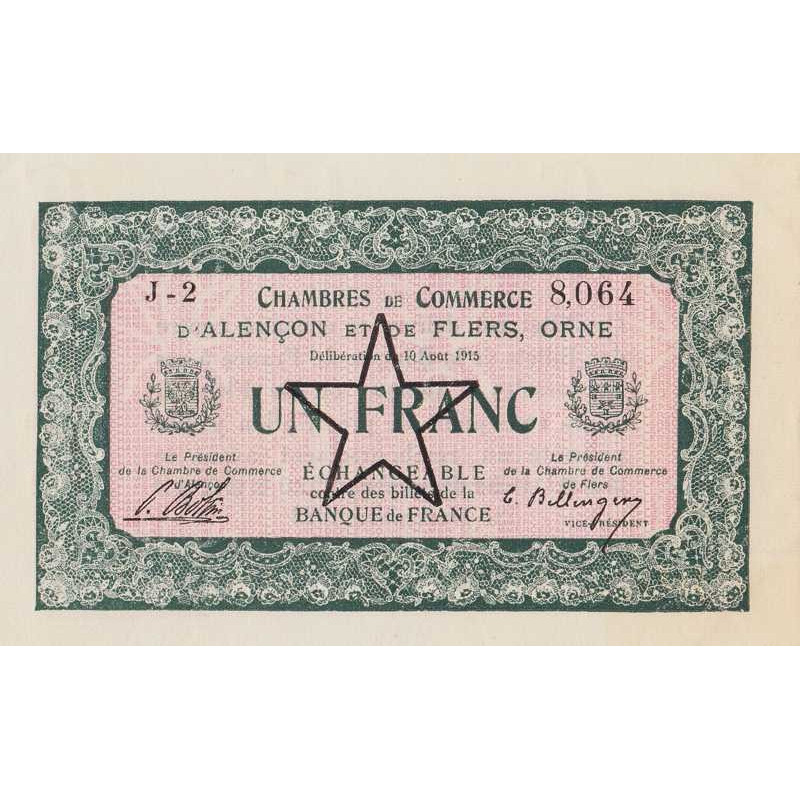 J-2 CHAMBRES DE COMMERCE 8,064
D'ALENÇON ET DE FLERS, ORNE
Délibération du 10 Août 1915
UN FRANC
Le Président
de la Chambre de Commerce
d'Alençon
ÉCHANGEABLE
contre des billets de la
BANQUE de FRANCE
Le Président
de la Chambre de Commerce
de Flers
VICE-PRÉSIDENT